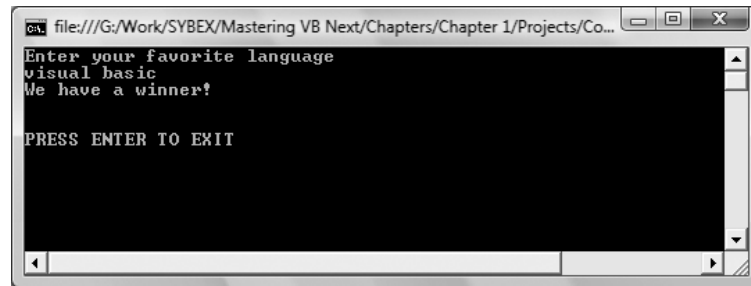 file:///G:/Work/SYBEX/Mastering VB Next/Chapters/Chapter 1/Projects/Co...
Enter your favorite language
visual basic
We have a winner!
PRESS ENTER TO EXIT